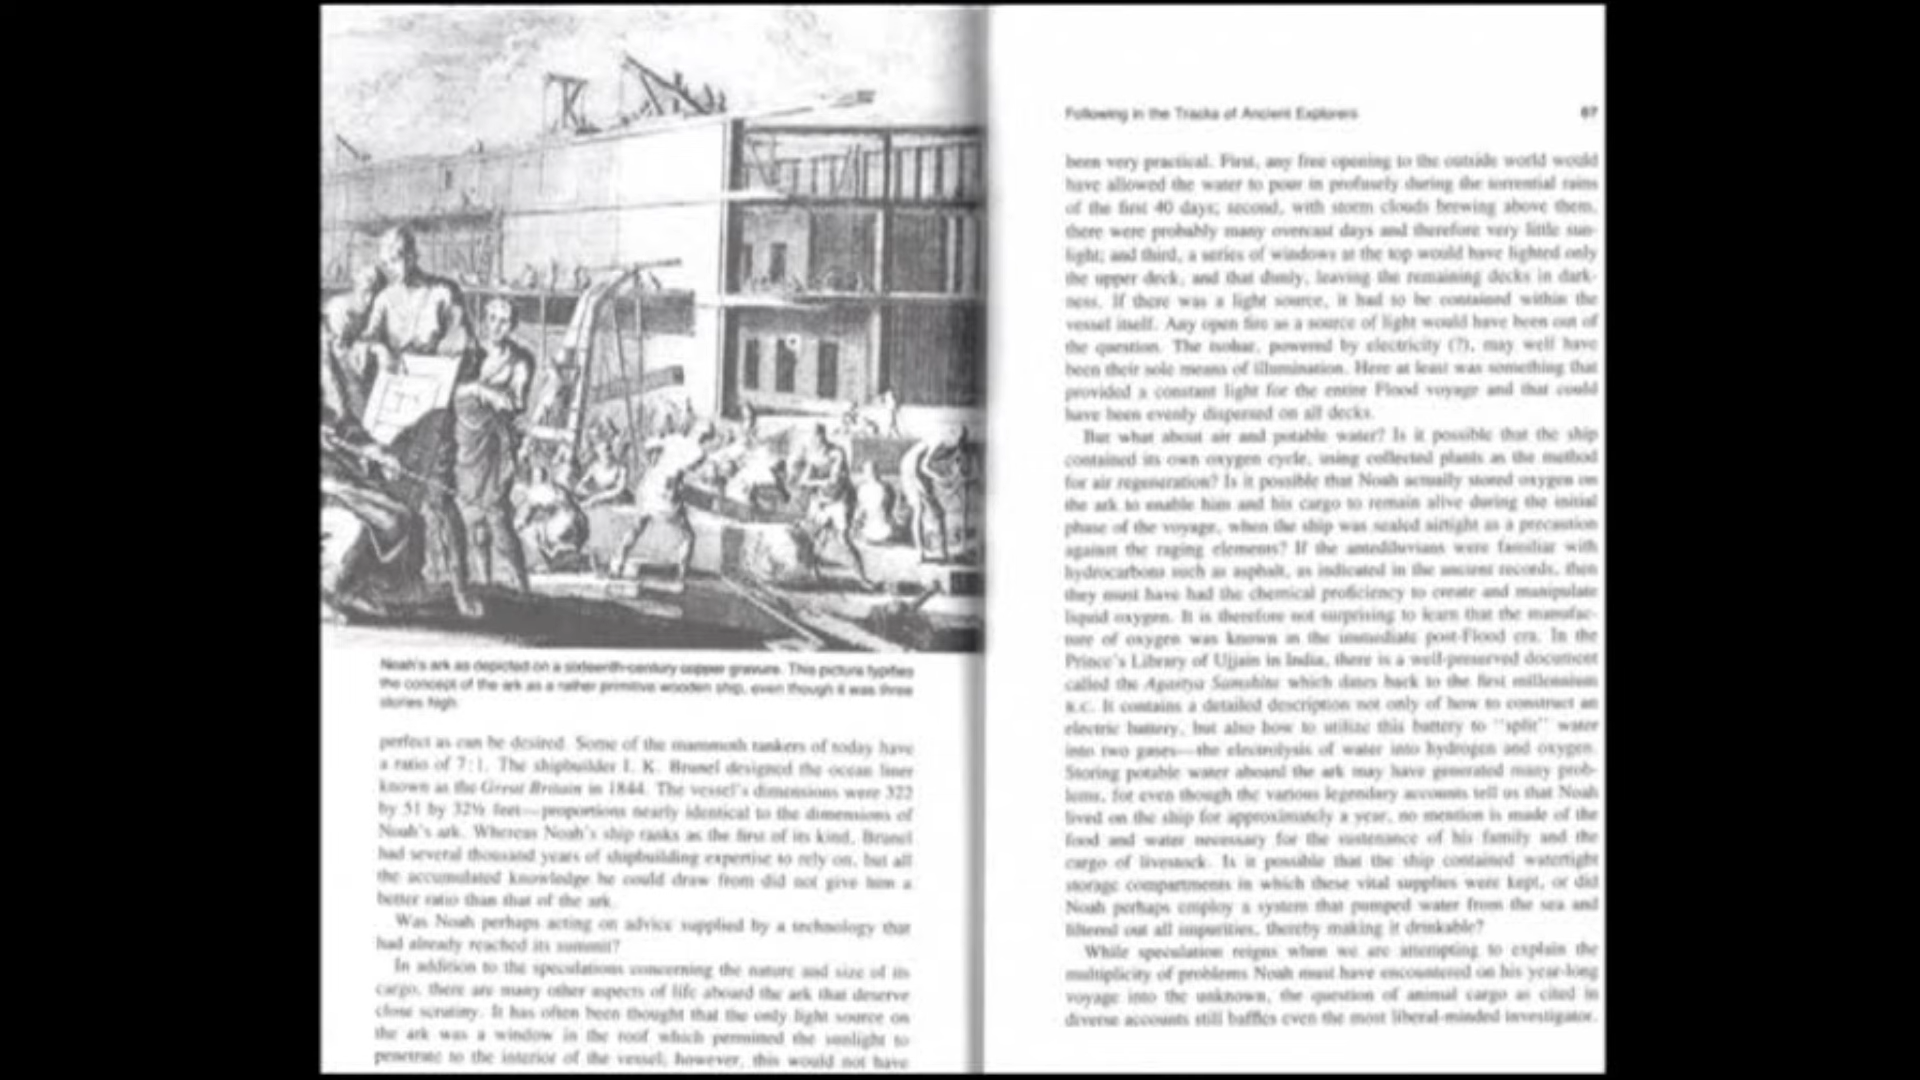 Noah's ark as depicted on a sixteenth-century copper gravure. This picture typifies
the concept of the ark as a rather primitive wooden ship, even though it was three
stories high.
perfect as can be desired. Some of the mammoth tankers of today have
a ratio of 7:1. The shipbuilder I. K. Brunel designed the ocean liner
known as the Great Britain in 1844. The vessel's dimensions were 322
by 51 by 32½ feet—proportions nearly identical to the dimensions of
Noah's ark. Whereas Noah's ship ranks as the first of its kind, Brunel
had several thousand years of shipbuilding expertise to rely on, but all
the accumulated knowledge he could draw from did not give him a
better ratio than that of the ark.
Was Noah perhaps acting on advice supplied by a technology that
had already reached its summit?
In addition to the speculations concerning the nature and size of its
cargo, there are many other aspects of life aboard the ark that deserve
close scrutiny. It has often been thought that the only light source on
the ark was a window in the roof which permitted the sunlight to
penetrate to the interior of the vessel; however, this would not have
Following in the Tracks of Ancient Explorers 67
been very practical. First, any free opening to the outside world would
have allowed the water to pour in profusely during the torrential rains
of the first 40 days; second, with storm clouds brewing above them,
there were probably many overcast days and therefore very little sun-
light; and third, a series of windows at the top would have lighted only
the upper deck, and that dimly, leaving the remaining decks in dark-
ness. If there was a light source, it had to be contained within the
vessel itself. Any open fire as a source of light would have been out of
the question. The tsohar, powered by electricity (?), may well have
been their sole means of illumination. Here at least was something that
provided a constant light for the entire Flood voyage and that could
have been evenly dispersed on all decks.
But what about air and potable water? Is it possible that the ship
contained its own oxygen cycle, using collected plants as the method
for air regeneration? Is it possible that Noah actually stored oxygen on
the ark to enable him and his cargo to remain alive during the initial
phase of the voyage, when the ship was sealed airtight as a precaution
against the raging elements? If the antediluvians were familiar with
hydrocarbons such as asphalt, as indicated in the ancient records, then
they must have had the chemical proficiency to create and manipulate
liquid oxygen. It is therefore not surprising to learn that the manufac-
ture of oxygen was known in the immediate post-Flood era. In the
Prince's Library of Ujjain in India, there is a well-preserved document
called the Agastya Samshita which dates back to the first millennium
B.C. It contains a detailed description not only of how to construct an
electric battery, but also how to utilize this battery to "split" water
into two gases—the electrolysis of water into hydrogen and oxygen.
Storing potable water aboard the ark may have generated many prob-
lems, for even though the various legendary accounts tell us that Noah
lived on the ship for approximately a year, no mention is made of the
food and water necessary for the sustenance of his family and the
cargo of livestock. Is it possible that the ship contained watertight
storage compartments in which these vital supplies were kept, or did
Noah perhaps employ a system that pumped water from the sea and
filtered out all impurities, thereby making it drinkable?
While speculation reigns when we are attempting to explain the
multiplicity of problems Noah must have encountered on his year-long
voyage into the unknown, the question of animal cargo as cited in
diverse accounts still baffles even the most liberal-minded investigator.